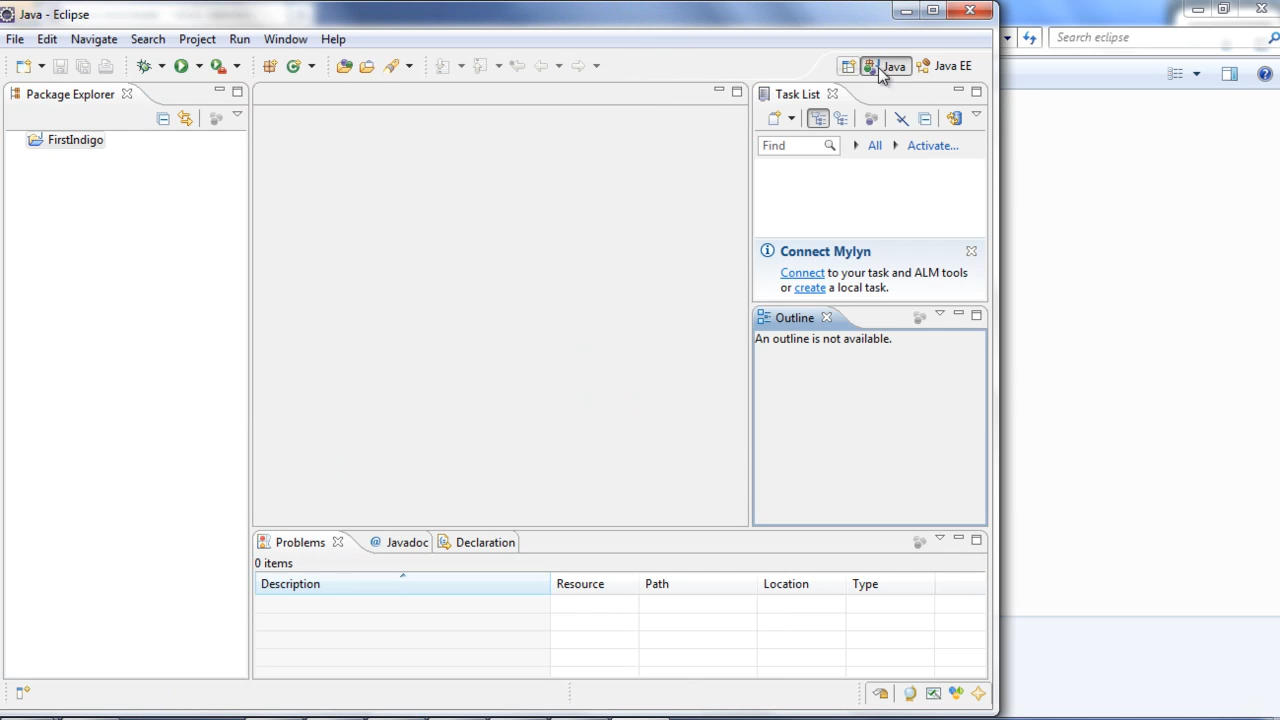 Java - Eclipse
File Edit Navigate Search Project Run Window Help
Search eclipse
Java Java EE
Package Explorer
FirstIndigo
Task List
Find All Activate...
Connect Mylyn
Connect to your task and ALM tools
or create a local task.
Outline
An outline is not available.
Problems @ Javadoc Declaration
0 items
Description Resource Path Location Type